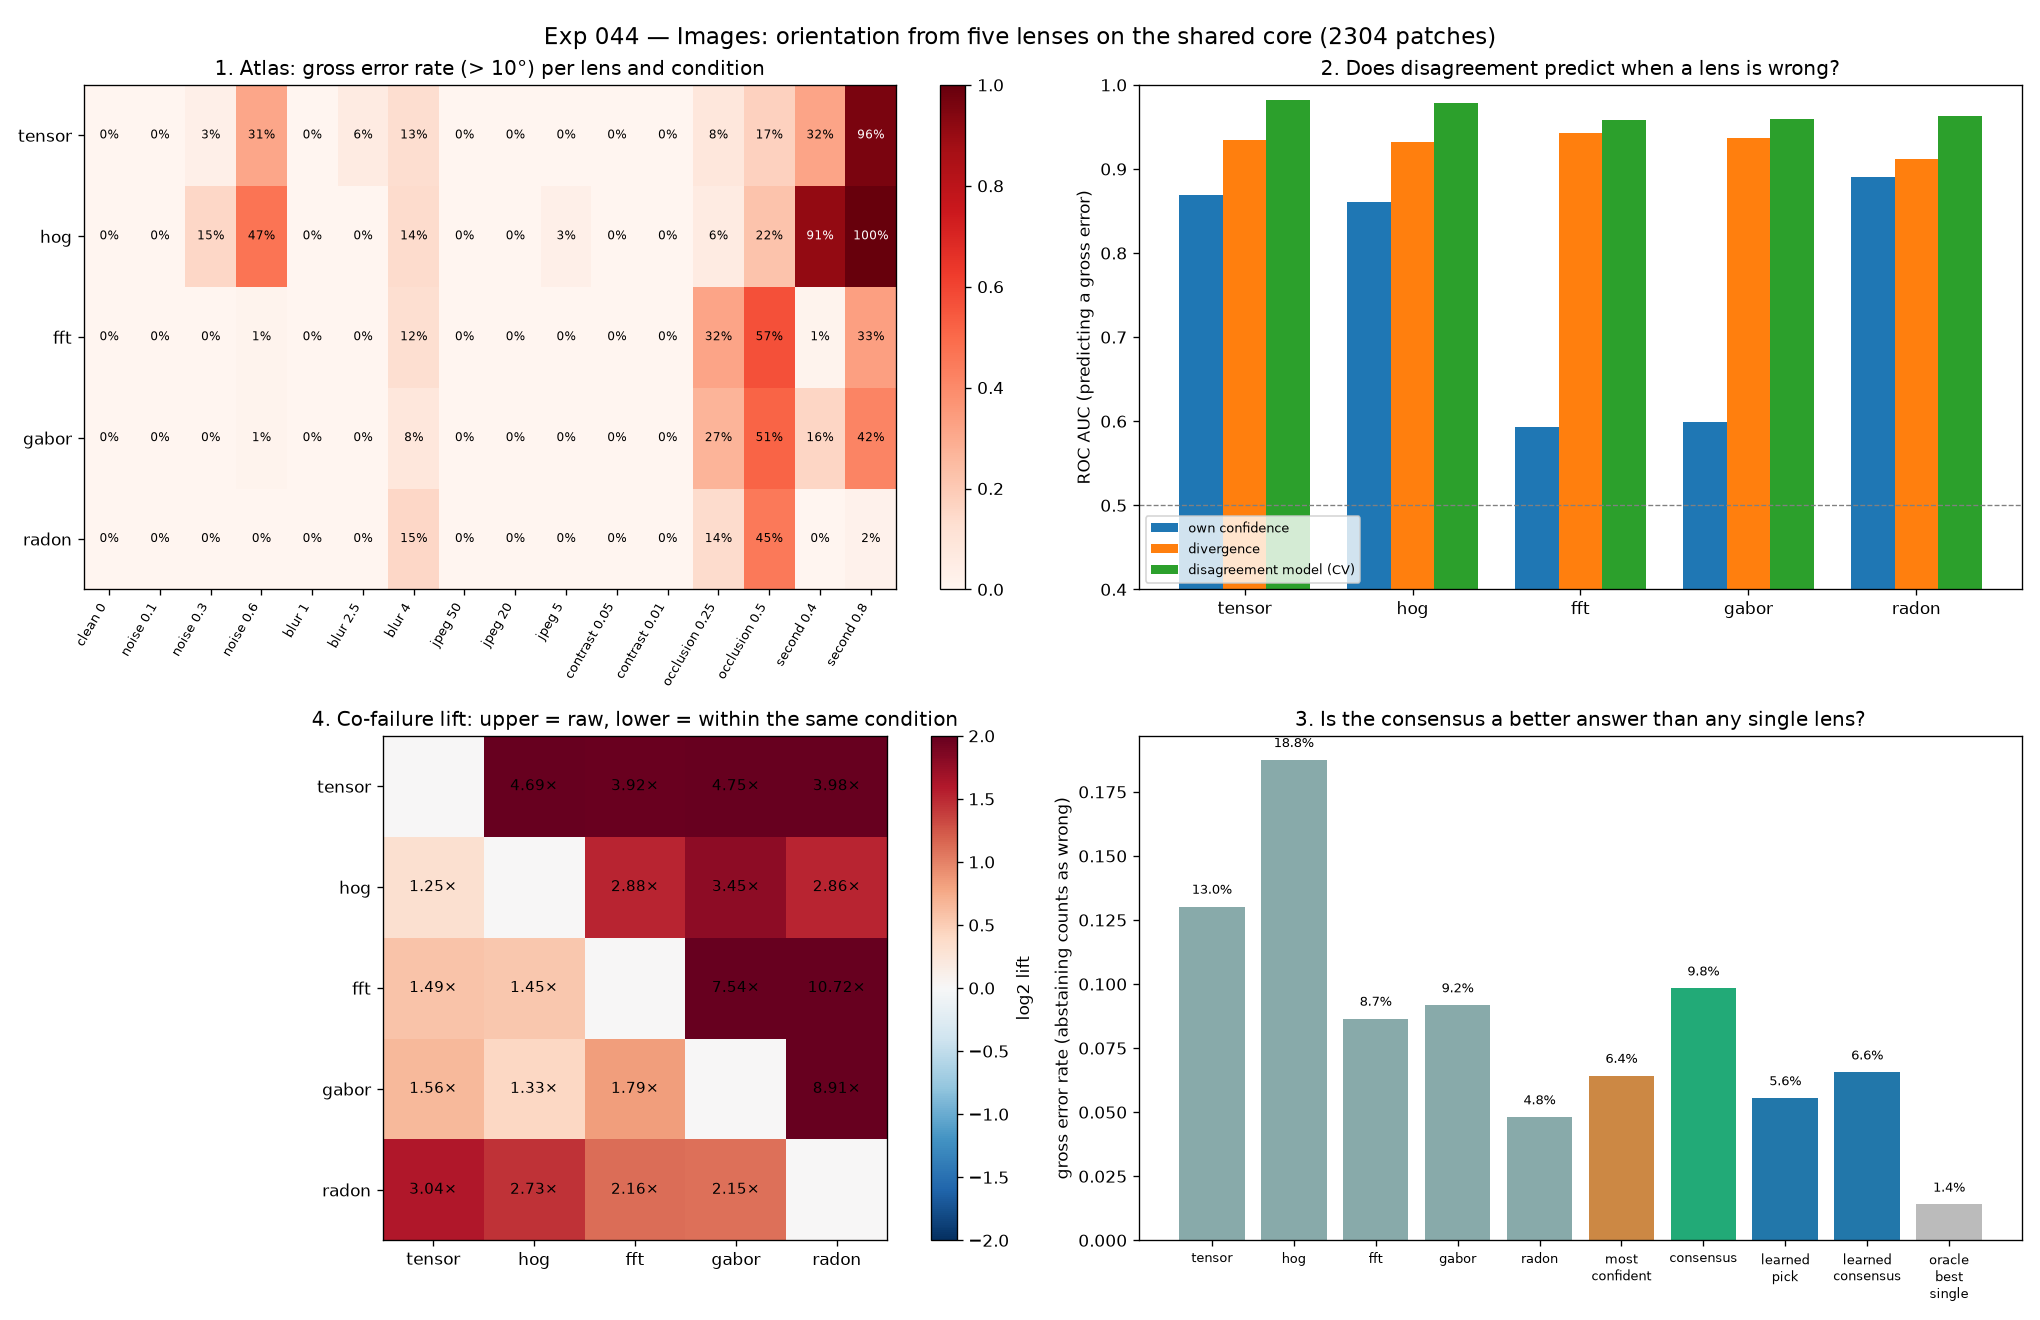 Exp 044 — Images: orientation from five lenses on the shared core (2304 patches)
1. Atlas: gross error rate (> 10°) per lens and condition
tensor 0% 0% 3% 31% 0% 6% 13% 0% 0% 0% 0% 0% 8% 17% 32% 96%
hog 0% 0% 15% 47% 0% 0% 14% 0% 0% 3% 0% 0% 6% 22% 91% 100%
fft 0% 0% 0% 1% 0% 0% 12% 0% 0% 0% 0% 0% 32% 57% 1% 33%
gabor 0% 0% 0% 1% 0% 0% 8% 0% 0% 0% 0% 0% 27% 51% 16% 42%
radon 0% 0% 0% 0% 0% 0% 15% 0% 0% 0% 0% 0% 14% 45% 0% 2%
clean 0
noise 0.1
noise 0.3
noise 0.6
blur 1
blur 2.5
blur 4
jpeg 50
jpeg 20
jpeg 5
contrast 0.05
contrast 0.01
occlusion 0.25
occlusion 0.5
second 0.4
second 0.8
1.0
0.8
0.6
0.4
0.2
0.0
2. Does disagreement predict when a lens is wrong?
ROC AUC (predicting a gross error)
1.0
0.9
0.8
0.7
0.6
0.5
0.4
own confidence
divergence
disagreement model (CV)
tensor hog fft gabor radon
4. Co-failure lift: upper = raw, lower = within the same condition
tensor 4.69× 3.92× 4.75× 3.98×
hog 1.25× 2.88× 3.45× 2.86×
fft 1.49× 1.45× 7.54× 10.72×
gabor 1.56× 1.33× 1.79× 8.91×
radon 3.04× 2.73× 2.16× 2.15×
tensor hog fft gabor radon
2.0
1.5
1.0
0.5
0.0
−0.5
−1.0
−1.5
−2.0
log2 lift
3. Is the consensus a better answer than any single lens?
gross error rate (abstaining counts as wrong)
0.175
0.150
0.125
0.100
0.075
0.050
0.025
0.000
13.0% 18.8% 8.7% 9.2% 4.8% 6.4% 9.8% 5.6% 6.6% 1.4%
tensor
hog
fft
gabor
radon
most
confident
consensus
learned
pick
learned
consensus
oracle
best
single